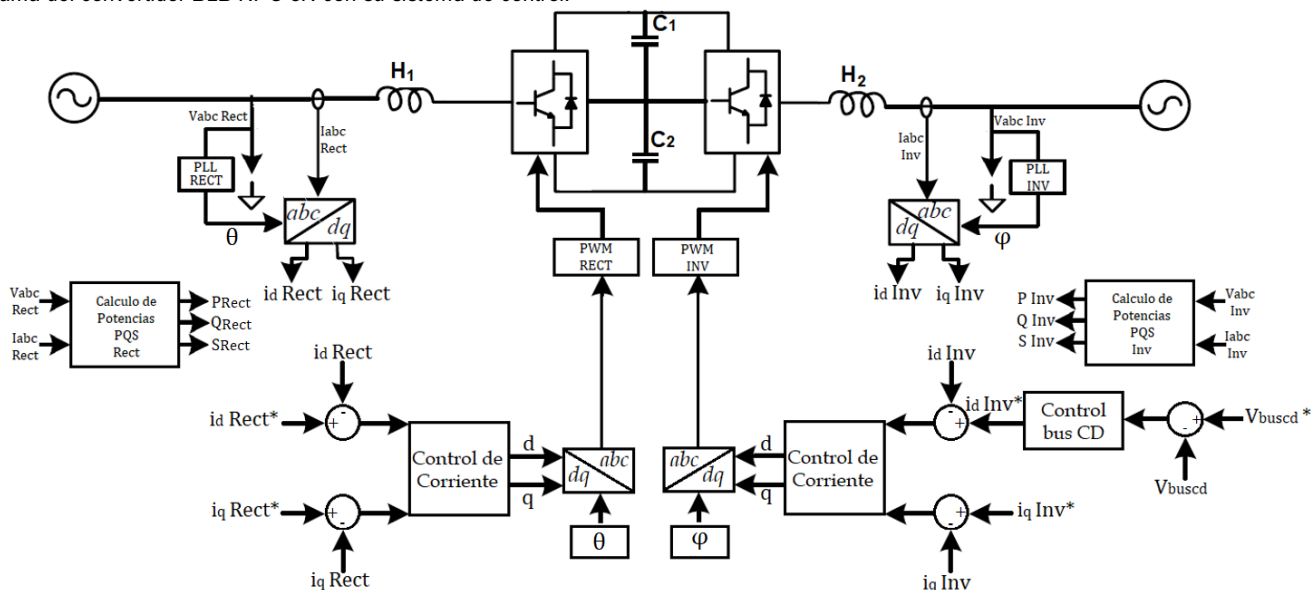 C1
H1
H2
Vabc Rect
Iabc
Rect
C2
Iabc
Inv
Vabc Inv
PLL
RECT
PLL
INV
abc
dq
θ
abc
dq
φ
PWM
RECT
PWM
INV
id Rect
iq Rect
id Inv
iq Inv
Vabc
Rect
Iabc
Rect
Calculo de
Potencias
PQS
Rect
PRect
QRect
SRect
P Inv
Q Inv
S Inv
Calculo de
Potencias
PQS
Inv
Vabc
Inv
Iabc
Inv
id Rect
id Inv
id Rect*
+
-
id Inv*
-
+
Control
bus CD
+
-
Vbuscd *
Vbuscd
Control de
Corriente
d
q
abc
dq
abc
dq
d
q
Control de
Corriente
iq Rect*
+
-
iq Inv*
+
-
θ
φ
iq Rect
iq Inv